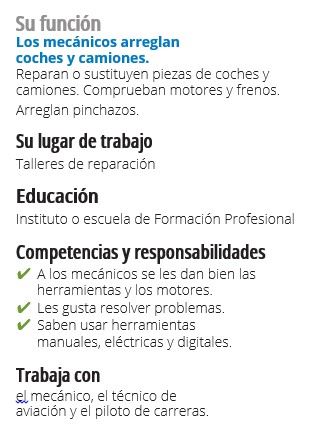 Su función
Los mecánicos arreglan
coches y camiones.
Reparan o sustituyen piezas de coches y
camiones. Comprueban motores y frenos.
Arreglan pinchazos.
Su lugar de trabajo
Talleres de reparación
Educación
Instituto o escuela de Formación Profesional
Competencias y responsabilidades
✔ A los mecánicos se les dan bien las
herramientas y los motores.
✔ Les gusta resolver problemas.
✔ Saben usar herramientas
manuales, eléctricas y digitales.
Trabaja con
el mecánico, el técnico de
aviación y el piloto de carreras.